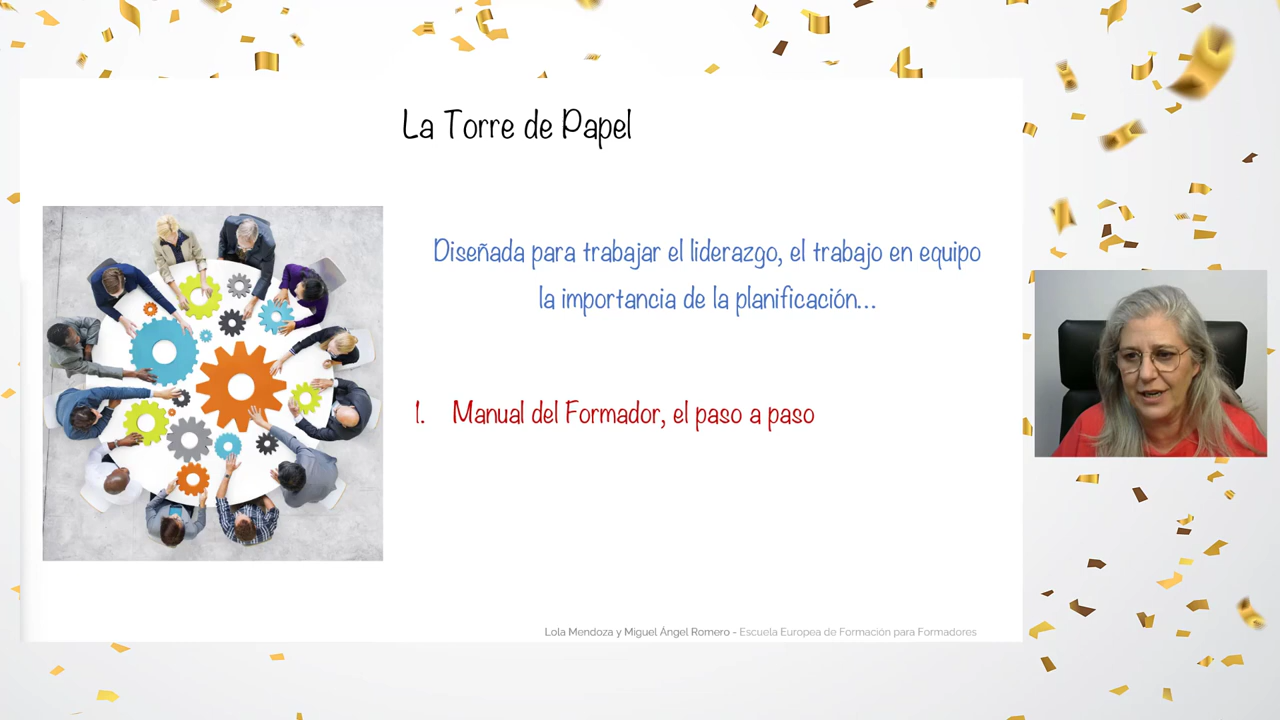 La Torre de Papel
Diseñada para trabajar el liderazgo, el trabajo en equipo
la importancia de la planificación...
1. Manual del Formador, el paso a paso
Lola Mendoza y Miguel Ángel Romero - Escuela Europea de Formación para Formadores